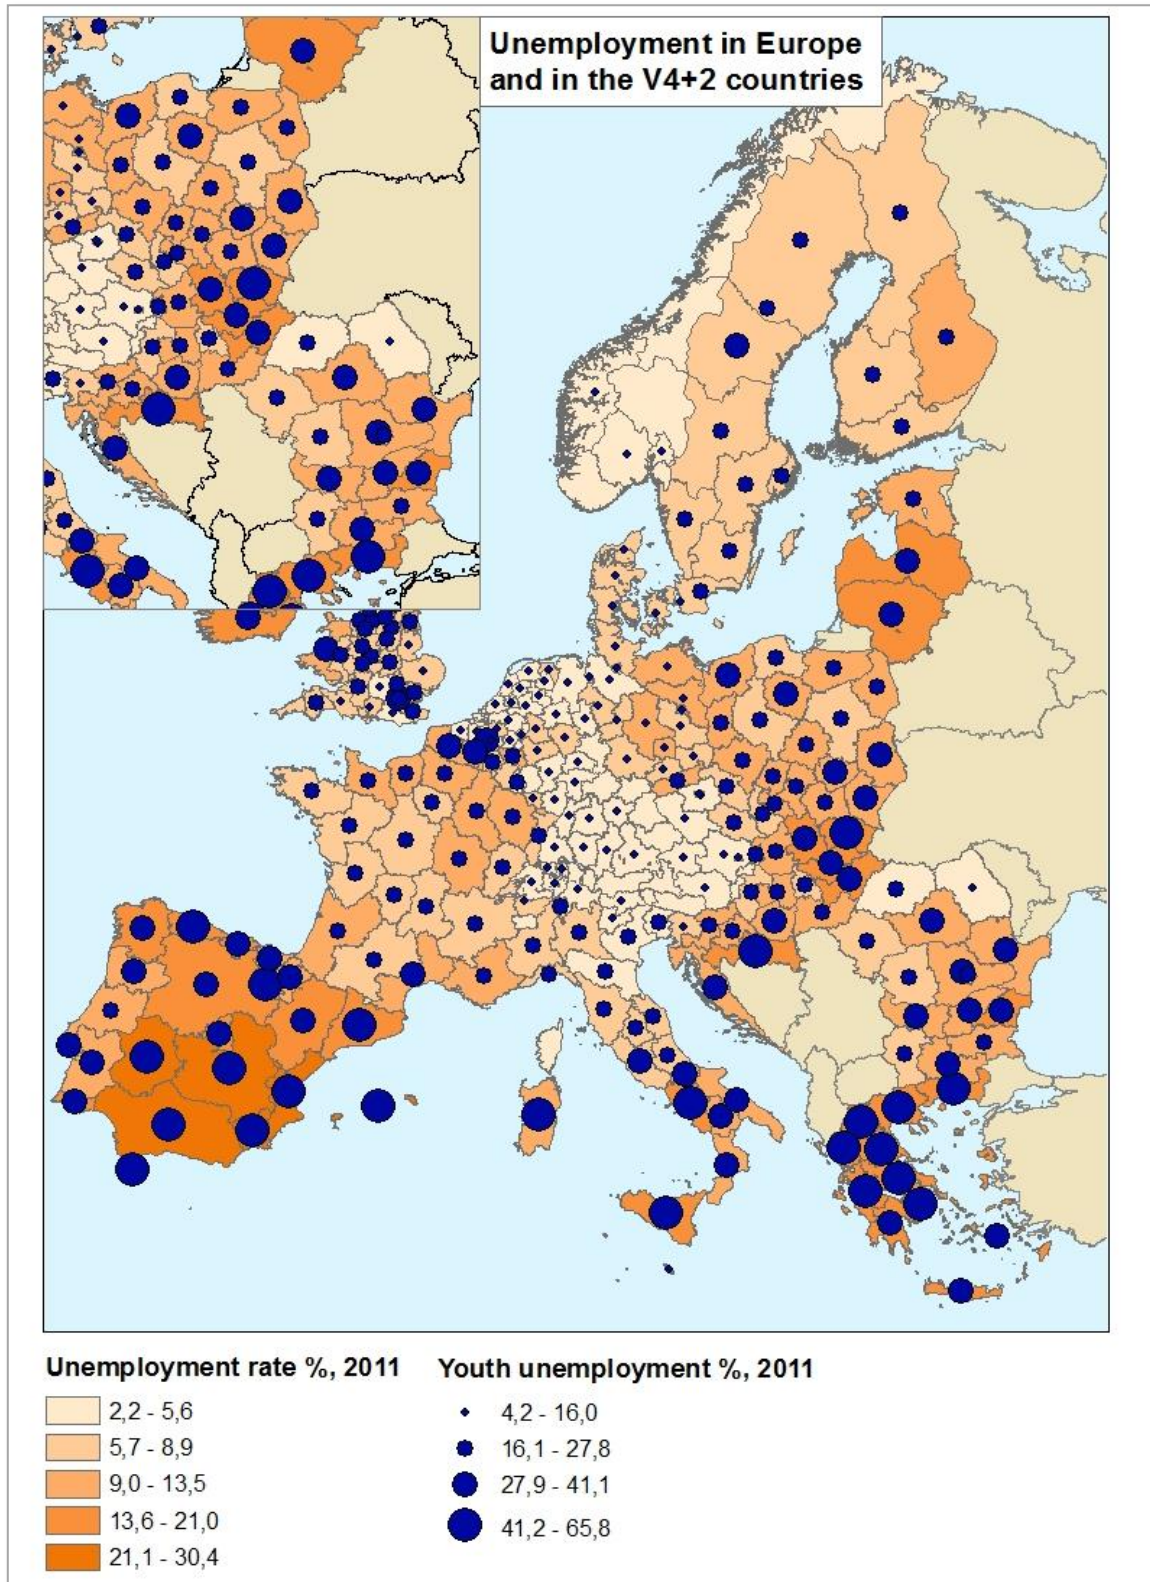 Unemployment in Europe
and in the V4+2 countries
Unemployment rate %, 2011
2,2 - 5,6
5,7 - 8,9
9,0 - 13,5
13,6 - 21,0
21,1 - 30,4
Youth unemployment %, 2011
4,2 - 16,0
16,1 - 27,8
27,9 - 41,1
41,2 - 65,8